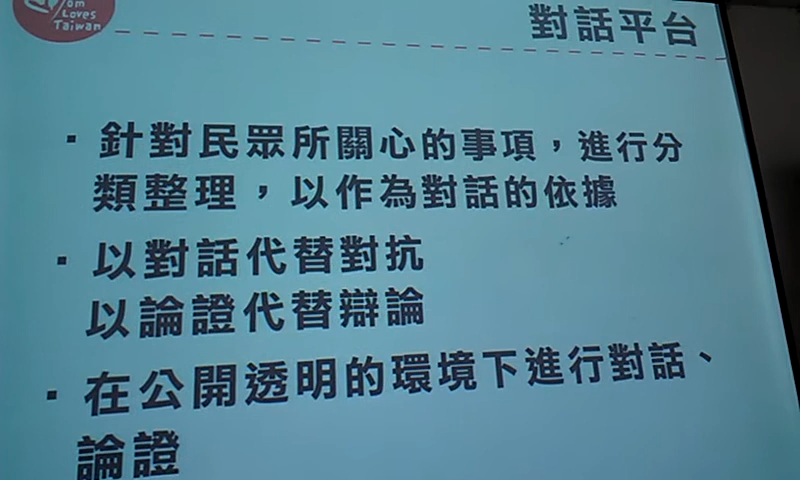 om
Loves
Taiwan
對話平台
▪ 針對民眾所關心的事項，進行分
類整理，以作為對話的依據
▪ 以對話代替對抗
以論證代替辯論
▪ 在公開透明的環境下進行對話、
論證